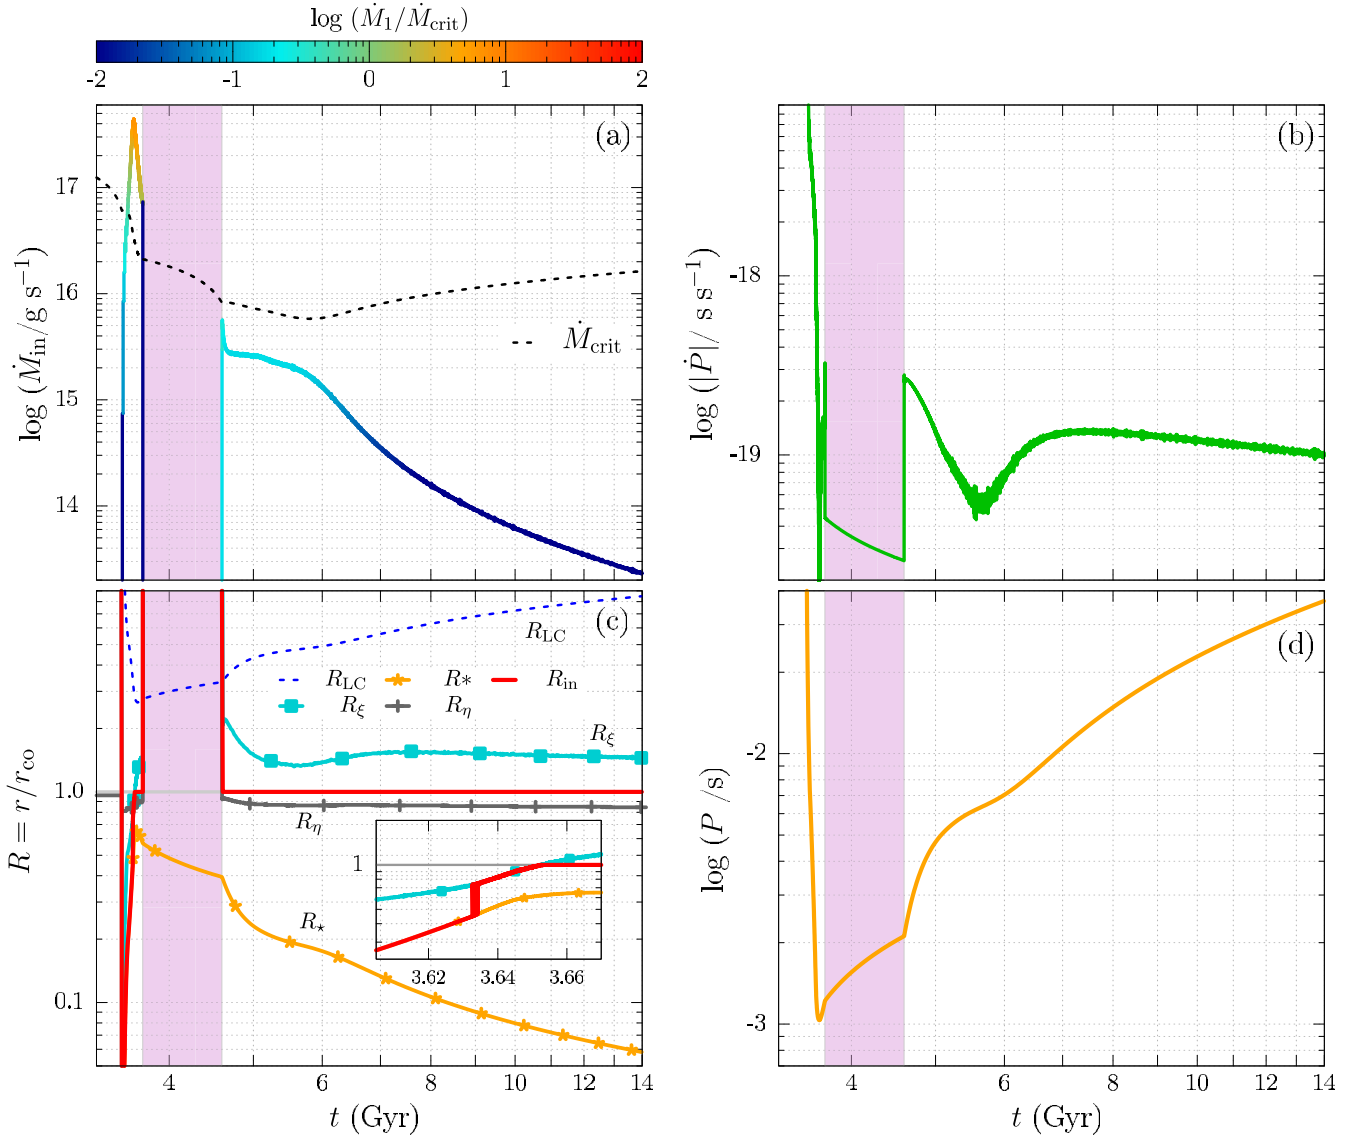 log (Ṁ₁/Ṁcrit)
-2 -1 0 1 2
(a)
log (Ṁin/g s⁻¹)
17
16
15
14
Ṁcrit
(b)
log (|Ṗ|/ s s⁻¹)
-18
-19
(c)
R = r/rco
1.0
0.1
RLC
RLC R* Rin
Rξ Rη
Rξ
Rη
R⋆
1
3.62 3.64 3.66
4 6 8 10 12 14
t (Gyr)
(d)
log (P /s)
-2
-3
4 6 8 10 12 14
t (Gyr)